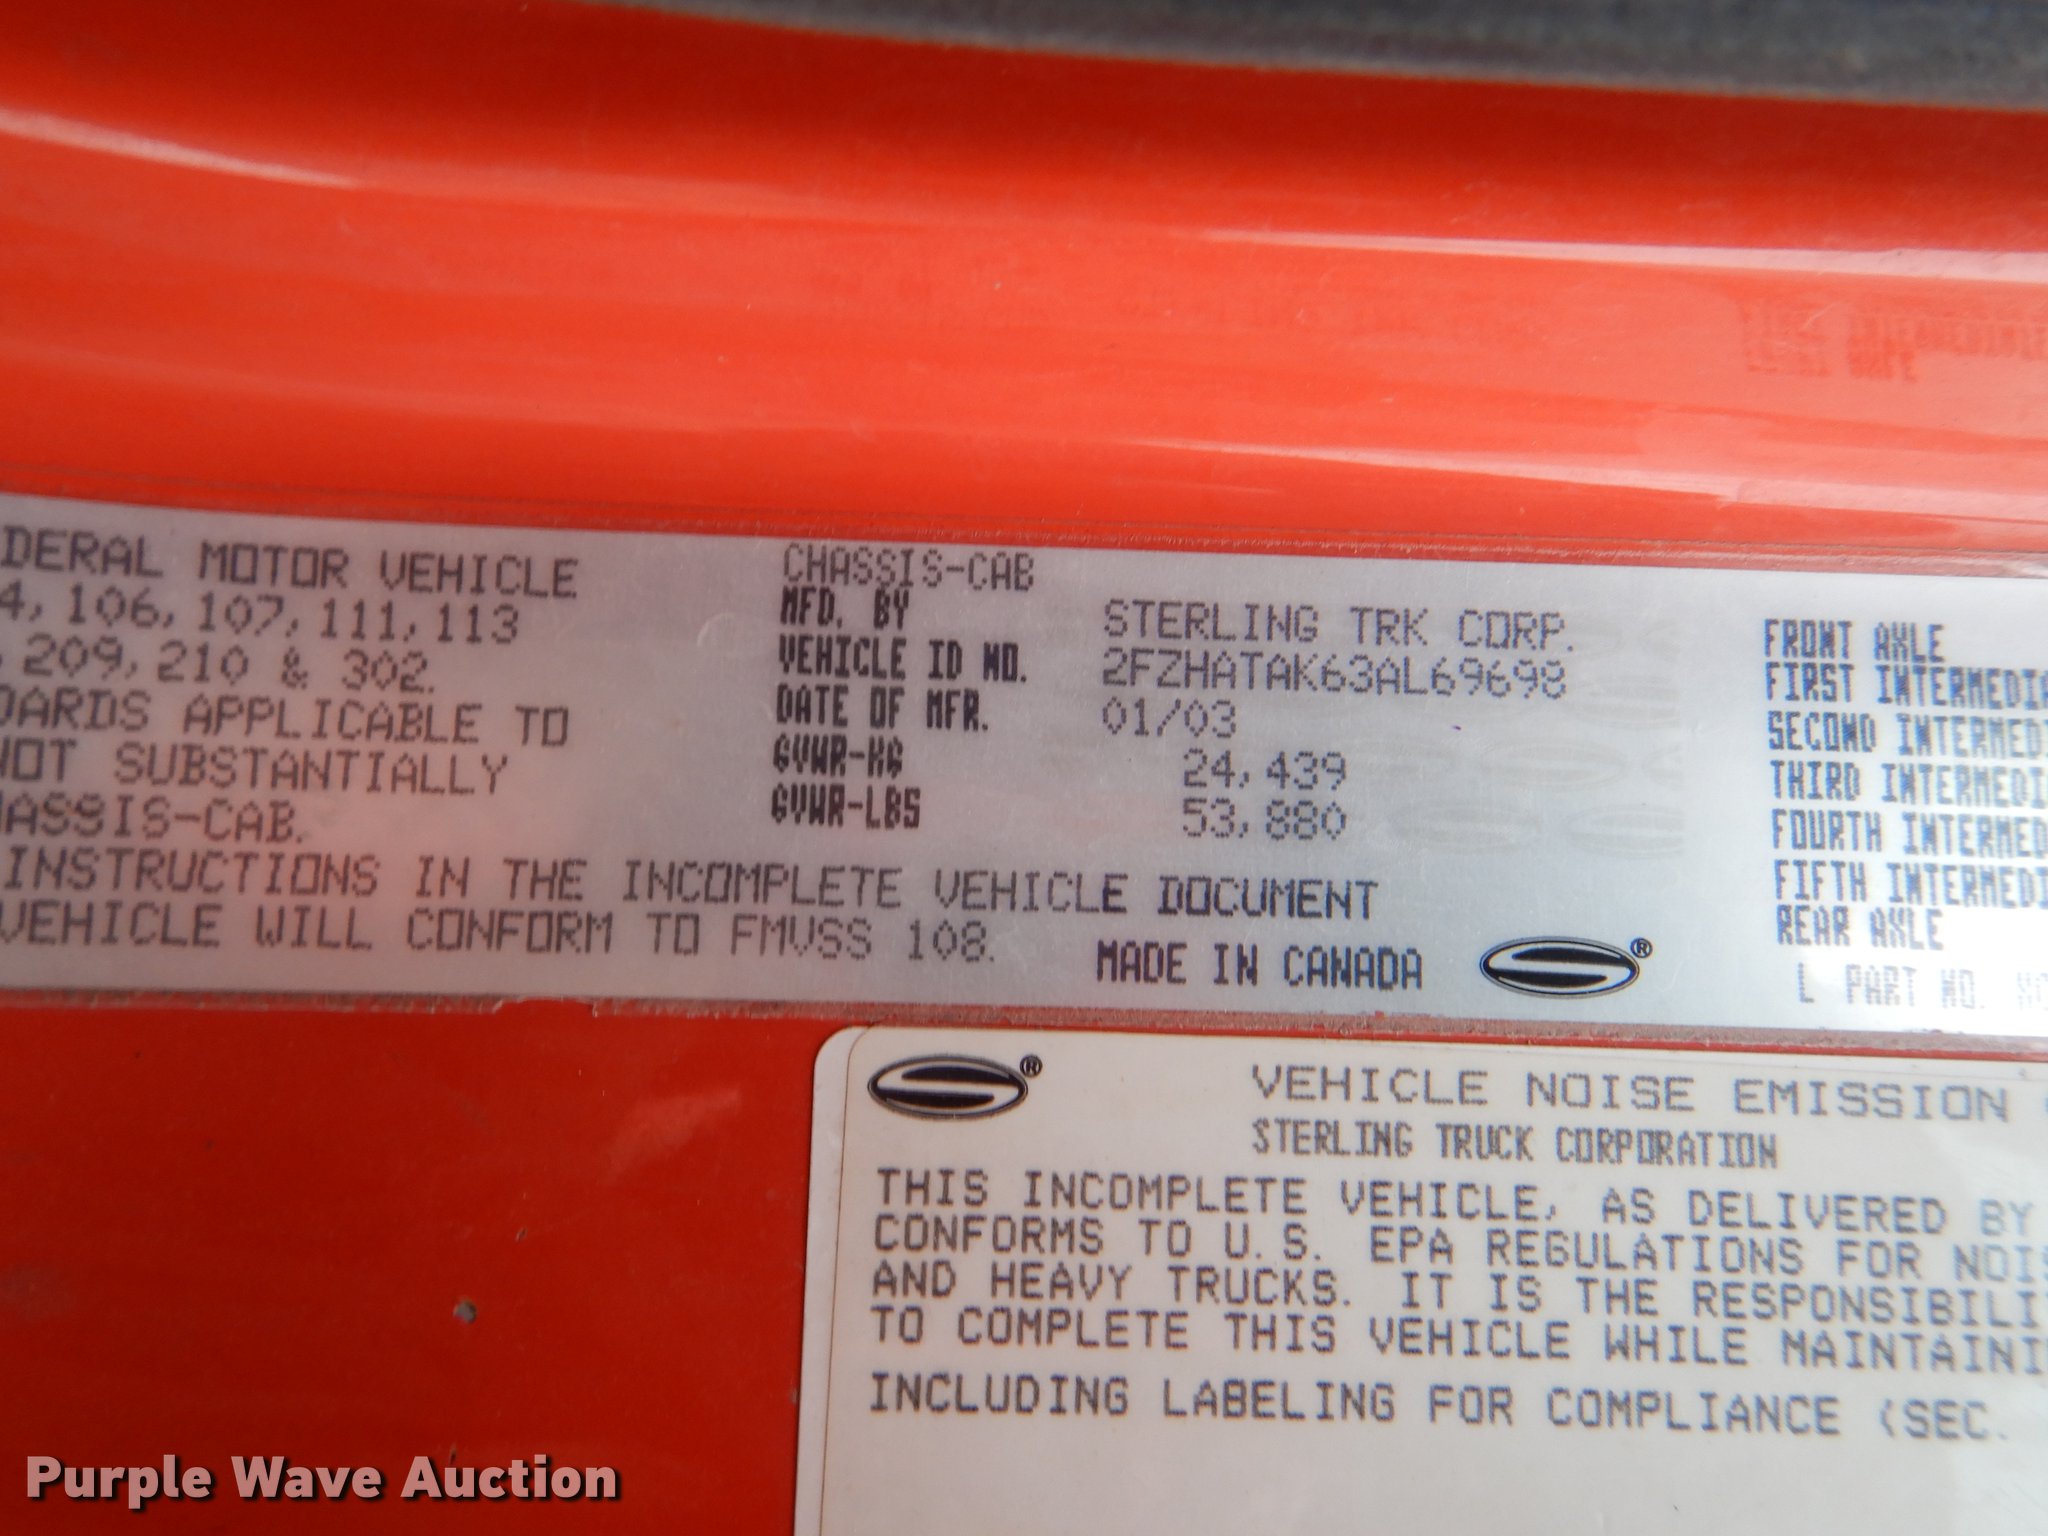 DERAL MOTOR VEHICLE
4, 106, 107, 111, 113
, 209, 210 & 302.
DARDS APPLICABLE TO
NOT SUBSTANTIALLY
HASSIS-CAB.
INSTRUCTIONS IN THE INCOMPLETE VEHICLE DOCUMENT
VEHICLE WILL CONFORM TO FMVSS 108.
CHASSIS-CAB
MFD. BY STERLING TRK CORP.
VEHICLE ID NO. 2FZHATAK63AL69698
DATE OF MFR. 01/03
GVWR-KG 24,439
GVWR-LBS 53,880
MADE IN CANADA
®
FRONT AXLE
FIRST INTERMEDI
SECOND INTERMEDI
THIRD INTERMEDI
FOURTH INTERMED
FIFTH INTERMEDI
REAR AXLE
L PART NO.
®
VEHICLE NOISE EMISSION
STERLING TRUCK CORPORATION
THIS INCOMPLETE VEHICLE, AS DELIVERED BY
CONFORMS TO U.S. EPA REGULATIONS FOR NOIS
AND HEAVY TRUCKS. IT IS THE RESPONSIBILI
TO COMPLETE THIS VEHICLE WHILE MAINTAINI
INCLUDING LABELING FOR COMPLIANCE (SEC.
Purple Wave Auction